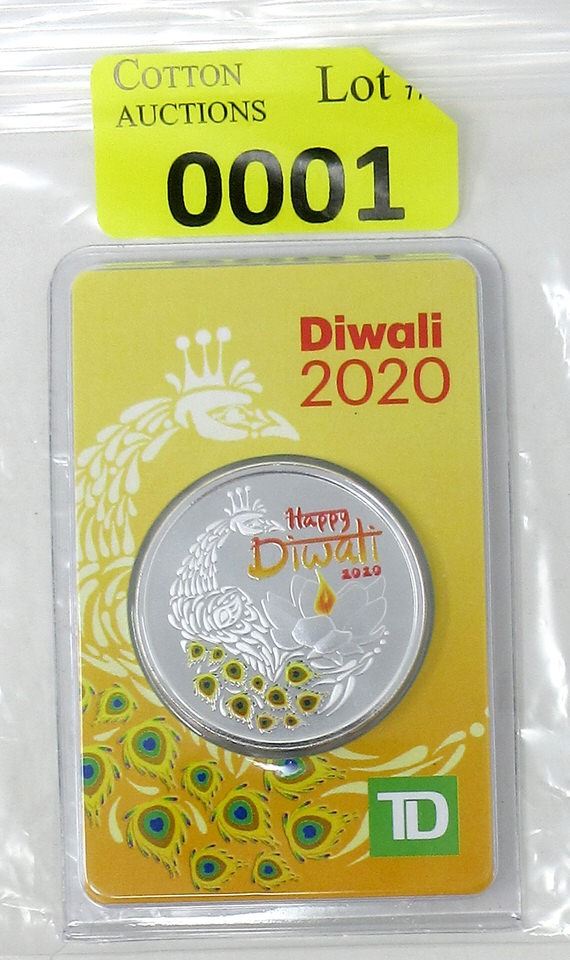 COTTON
AUCTIONS
Lot
0001
Diwali
2020
Happy
Diwali
2020
TD